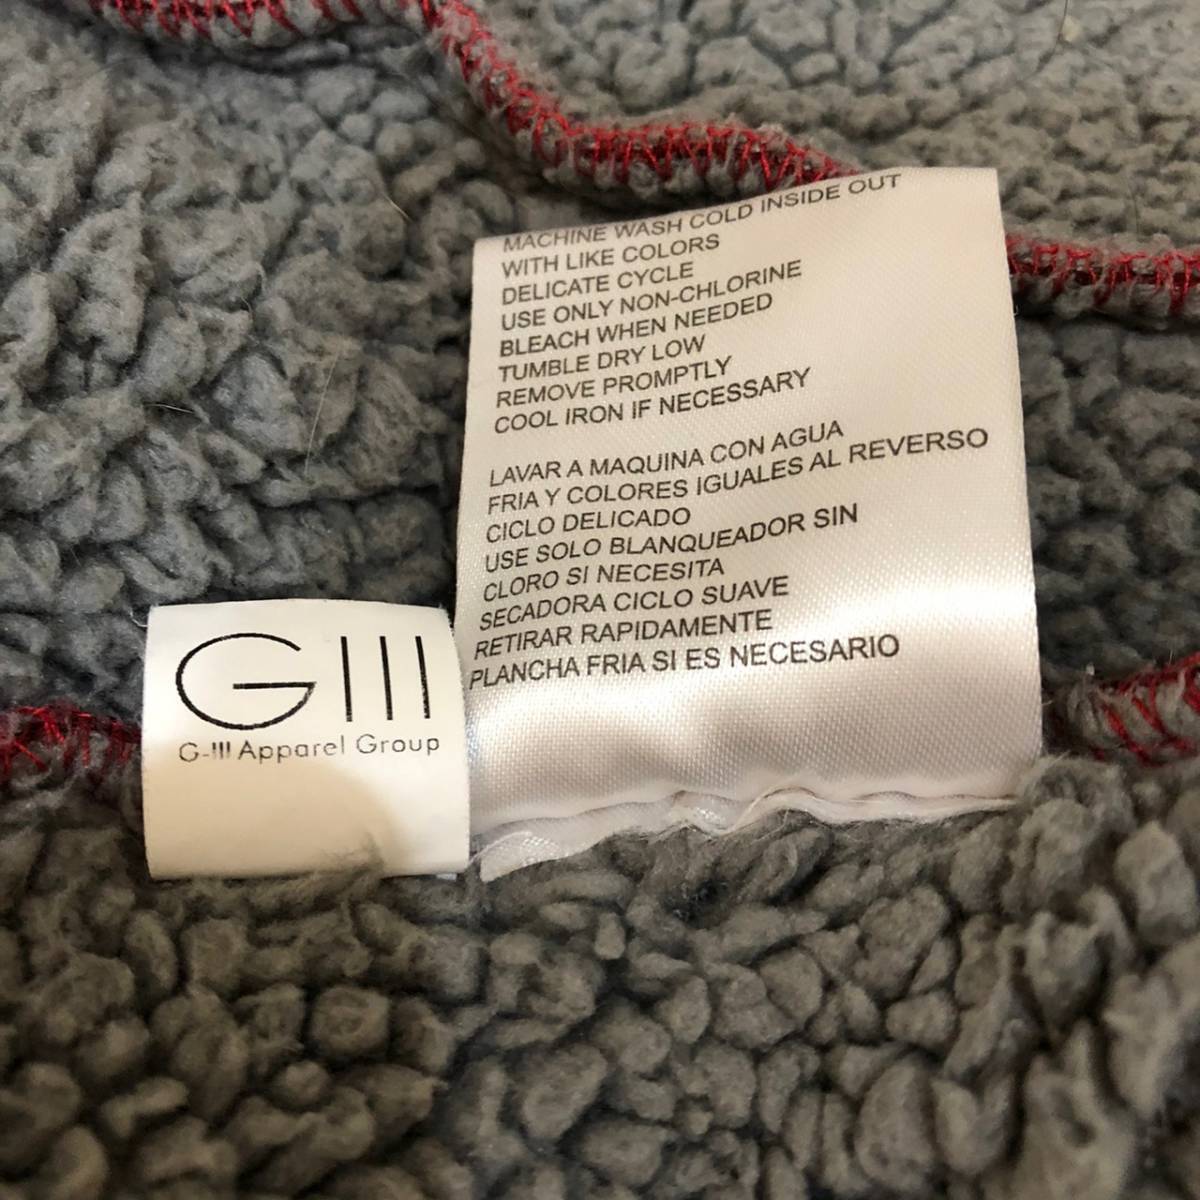 MACHINE WASH COLD INSIDE OUT
WITH LIKE COLORS
DELICATE CYCLE
USE ONLY NON-CHLORINE
BLEACH WHEN NEEDED
TUMBLE DRY LOW
REMOVE PROMPTLY
COOL IRON IF NECESSARY
LAVAR A MAQUINA CON AGUA
FRIA Y COLORES IGUALES AL REVERSO
CICLO DELICADO
USE SOLO BLANQUEADOR SIN
CLORO SI NECESITA
SECADORA CICLO SUAVE
RETIRAR RAPIDAMENTE
PLANCHA FRIA SI ES NECESARIO
GIII
G-III Apparel Group